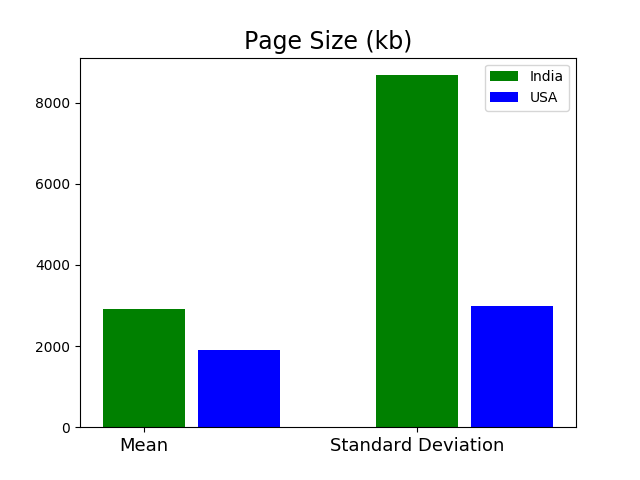 Page Size (kb)
India
USA
8000
6000
4000
2000
0
Mean
Standard Deviation